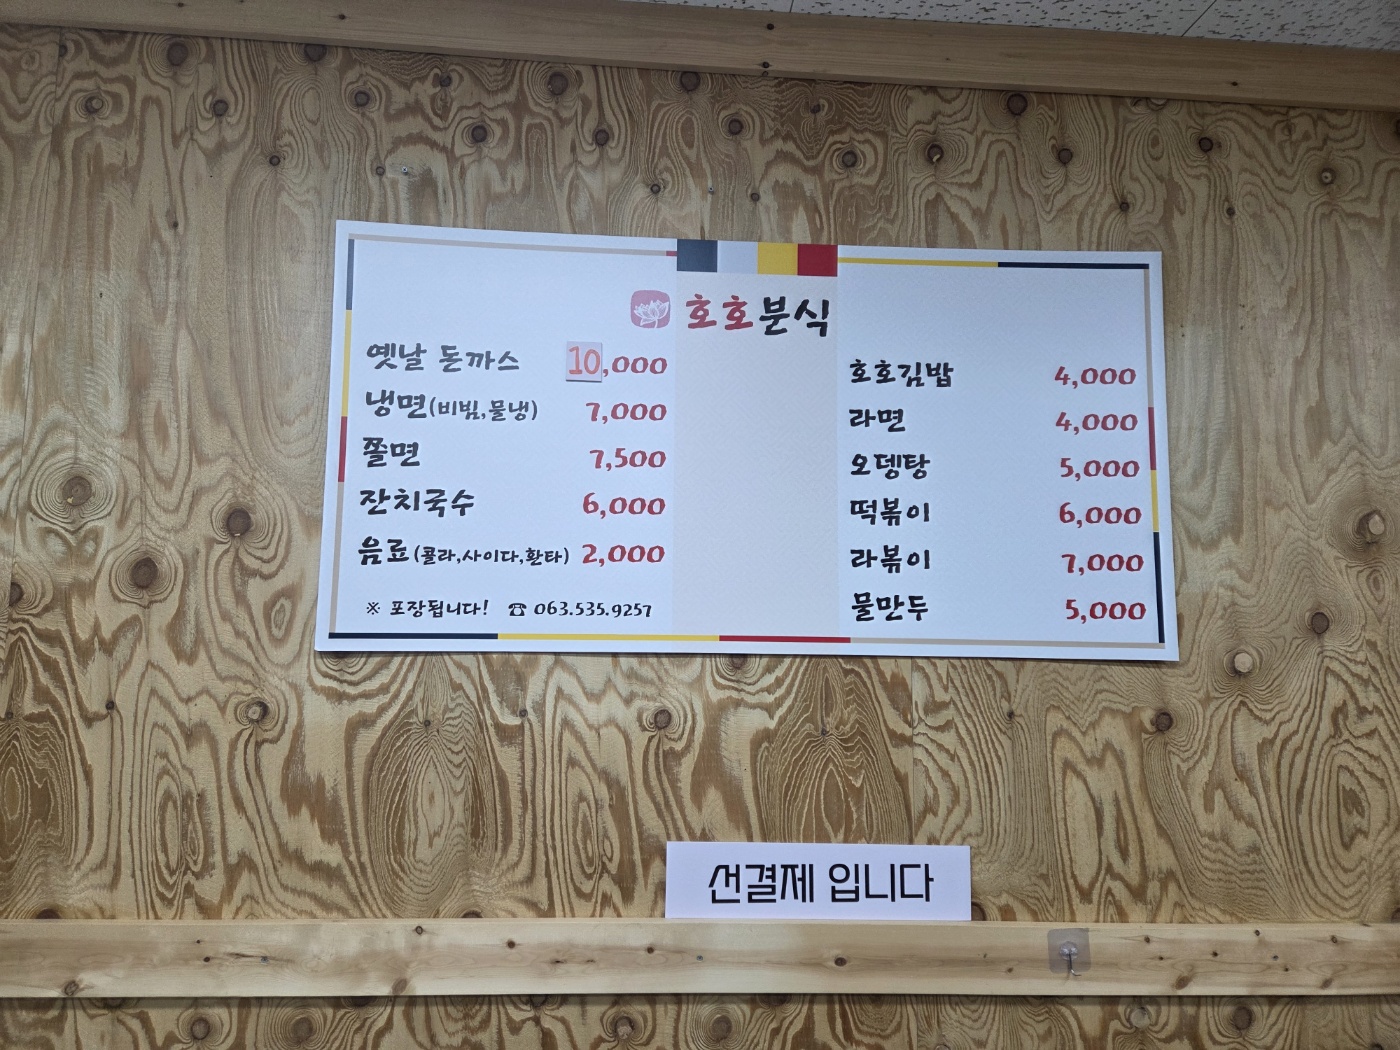 호호분식
옛날 돈까스 10,000
냉면(비빔,물냉) 7,000
쫄면 7,500
잔치국수 6,000
음료(콜라,사이다,환타) 2,000
※ 포장됩니다! ☎ 063.535.9257
호호김밥 4,000
라면 4,000
오뎅탕 5,000
떡볶이 6,000
라볶이 7,000
물만두 5,000
선결제 입니다